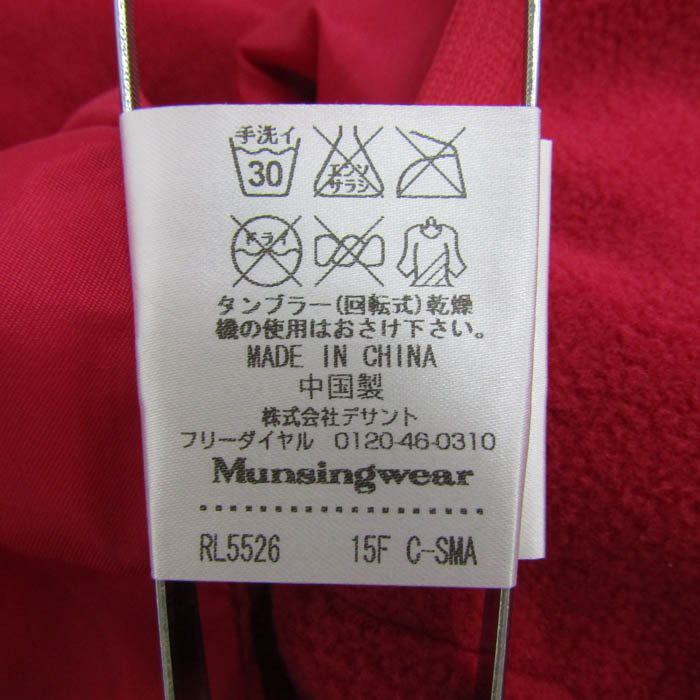 手洗イ
30
エンソ
サラシ
ドライ
タンブラー(回転式)乾燥
機の使用はおさけ下さい。
MADE IN CHINA
中国製
株式会社デサント
フリーダイヤル 0120-46-0310
Munsingwear
RL5526 15F C-SMA